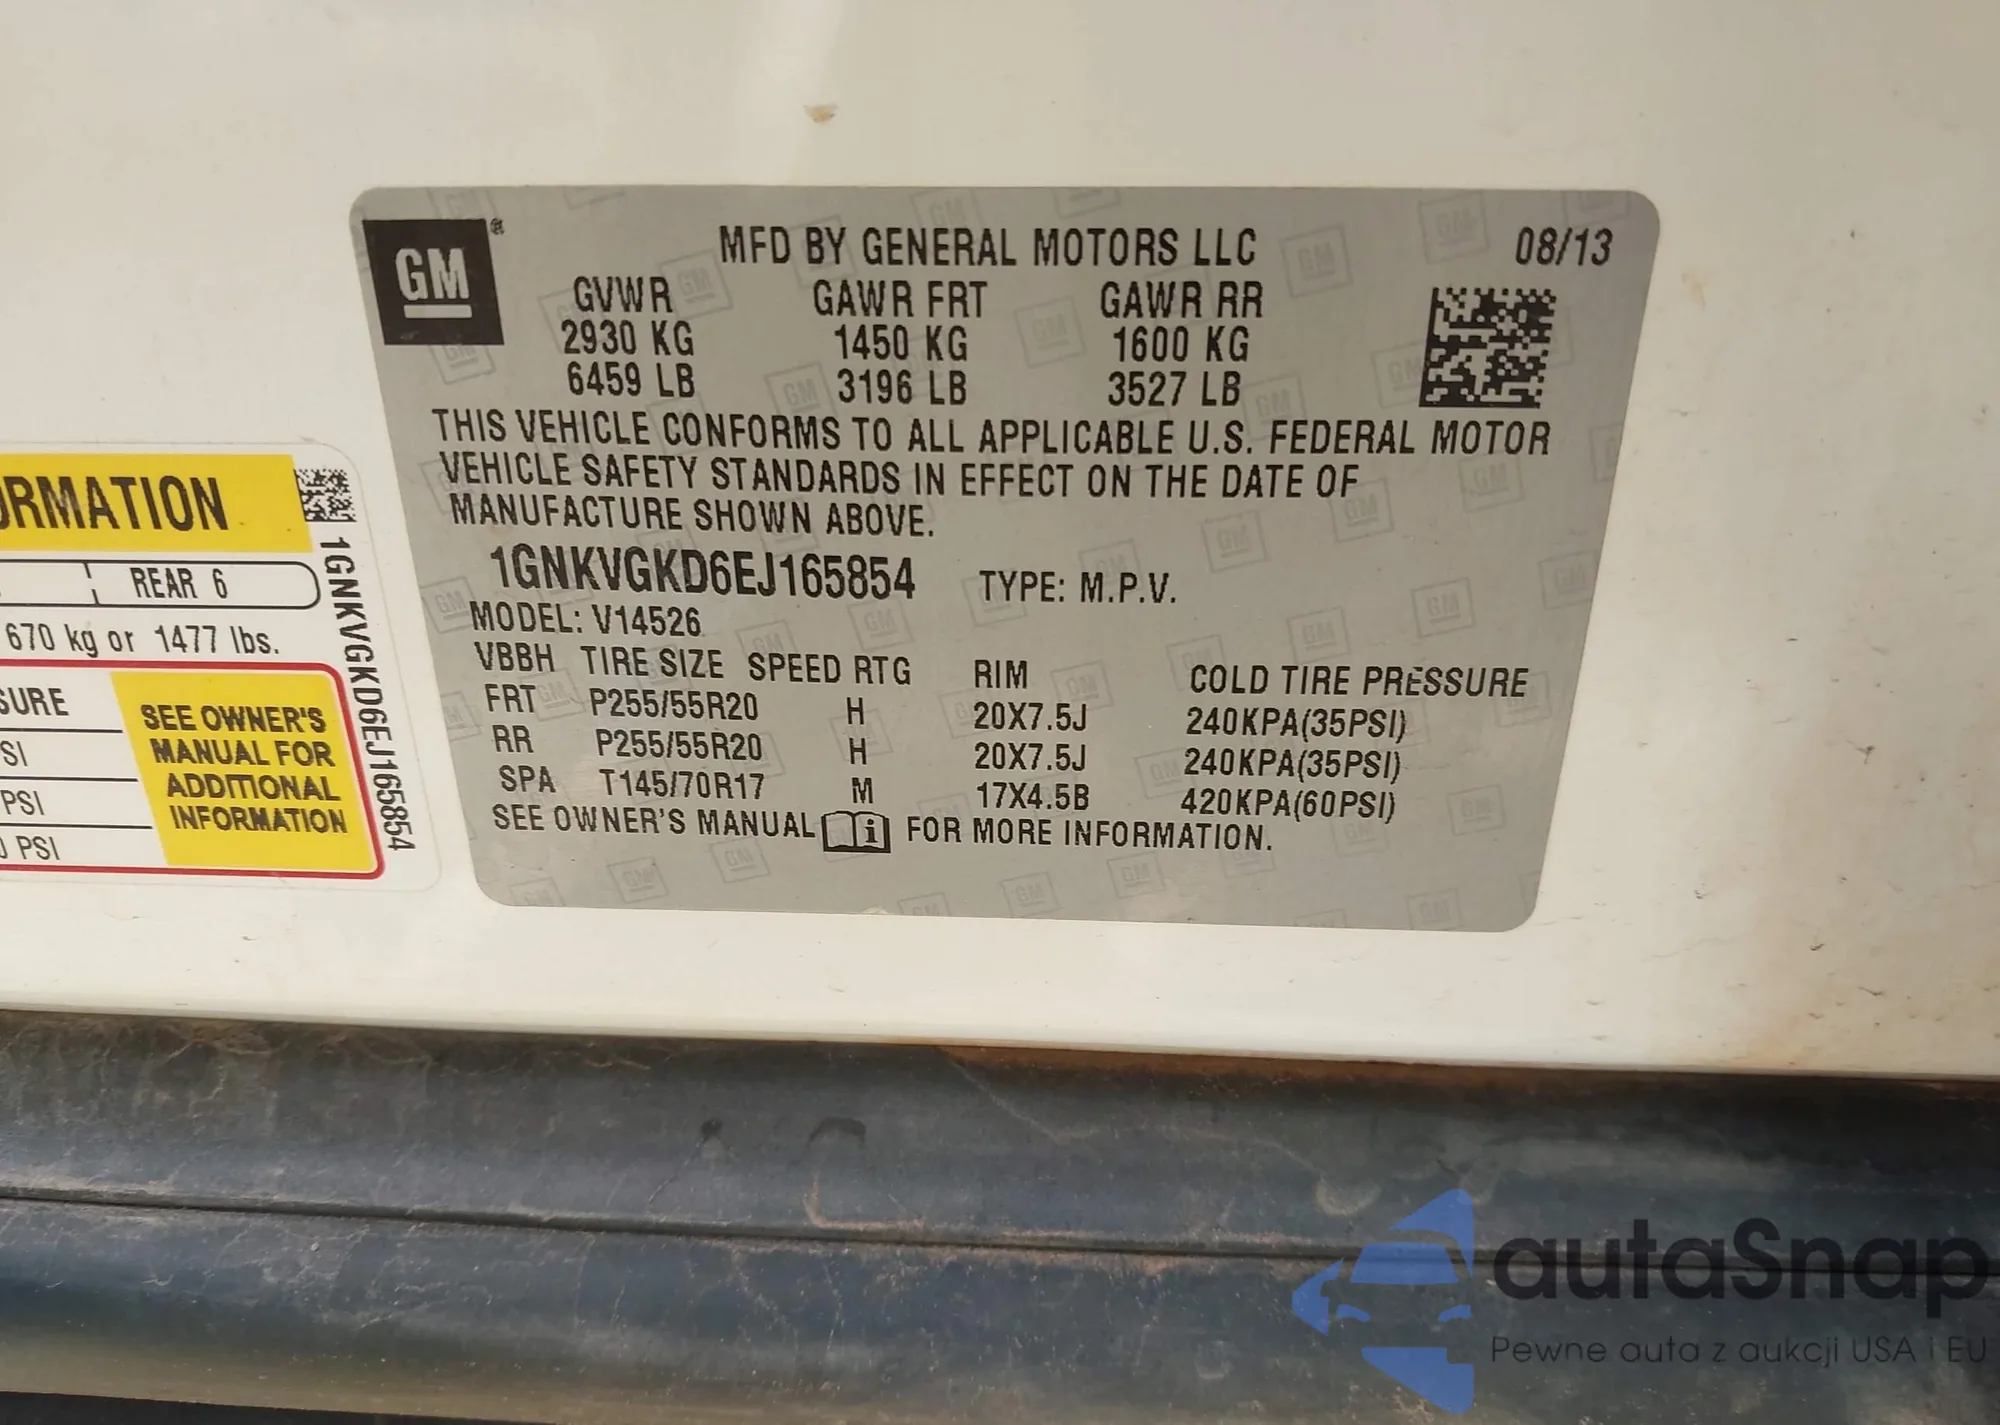 GM ®
MFD BY GENERAL MOTORS LLC 08/13
GVWR GAWR FRT GAWR RR
2930 KG 1450 KG 1600 KG
6459 LB 3196 LB 3527 LB
THIS VEHICLE CONFORMS TO ALL APPLICABLE U.S. FEDERAL MOTOR
VEHICLE SAFETY STANDARDS IN EFFECT ON THE DATE OF
MANUFACTURE SHOWN ABOVE.
1GNKVGKD6EJ165854 TYPE: M.P.V.
MODEL: V14526
VBBH TIRE SIZE SPEED RTG RIM COLD TIRE PRESSURE
FRT P255/55R20 H 20X7.5J 240KPA(35PSI)
RR P255/55R20 H 20X7.5J 240KPA(35PSI)
SPA T145/70R17 M 17X4.5B 420KPA(60PSI)
SEE OWNER'S MANUAL i FOR MORE INFORMATION.
ORMATION
REAR 6
670 kg or 1477 lbs.
SURE
SI
PSI
PSI
SEE OWNER'S
MANUAL FOR
ADDITIONAL
INFORMATION
1GNKVGKD6EJ165854
autaSnap
Pewne auta z aukcji USA i EU